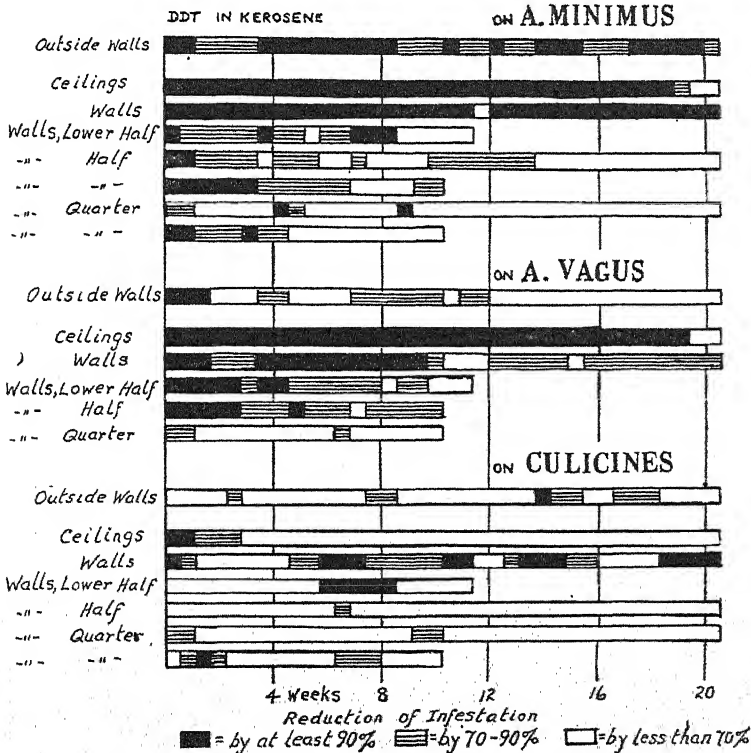 DDT IN KEROSENE ON A. MINIMUS
Outside Walls
Ceilings
Walls
Walls, Lower Half
-"- Half
-"- -"-
-"- Quarter
-"- -"-
ON A. VAGUS
Outside Walls
Ceilings
) Walls
Walls, Lower Half
-"- Half
-"- Quarter
ON CULICINES
Outside Walls
Ceilings
Walls
Walls, Lower Half
-"- Half
-"- Quarter
-"- -"-
4 Weeks 8 12 16 20
Reduction of Infestation
= by at least 90% = by 70-90% = by less than 70%